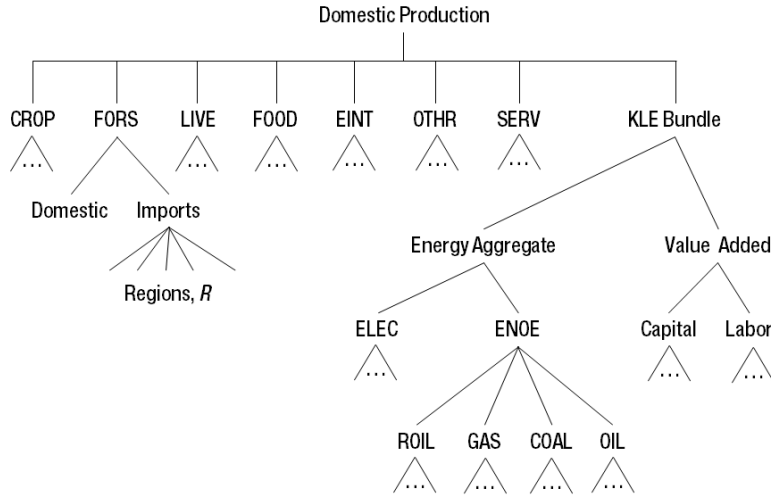 Domestic Production
CROP FORS LIVE FOOD EINT OTHR SERV KLE Bundle
... ... ... ... ... ... ...
Domestic Imports
Energy Aggregate Value Added
Regions, R
ELEC ENOE Capital Labor
... ... ...
ROIL GAS COAL OIL
... ... ... ...